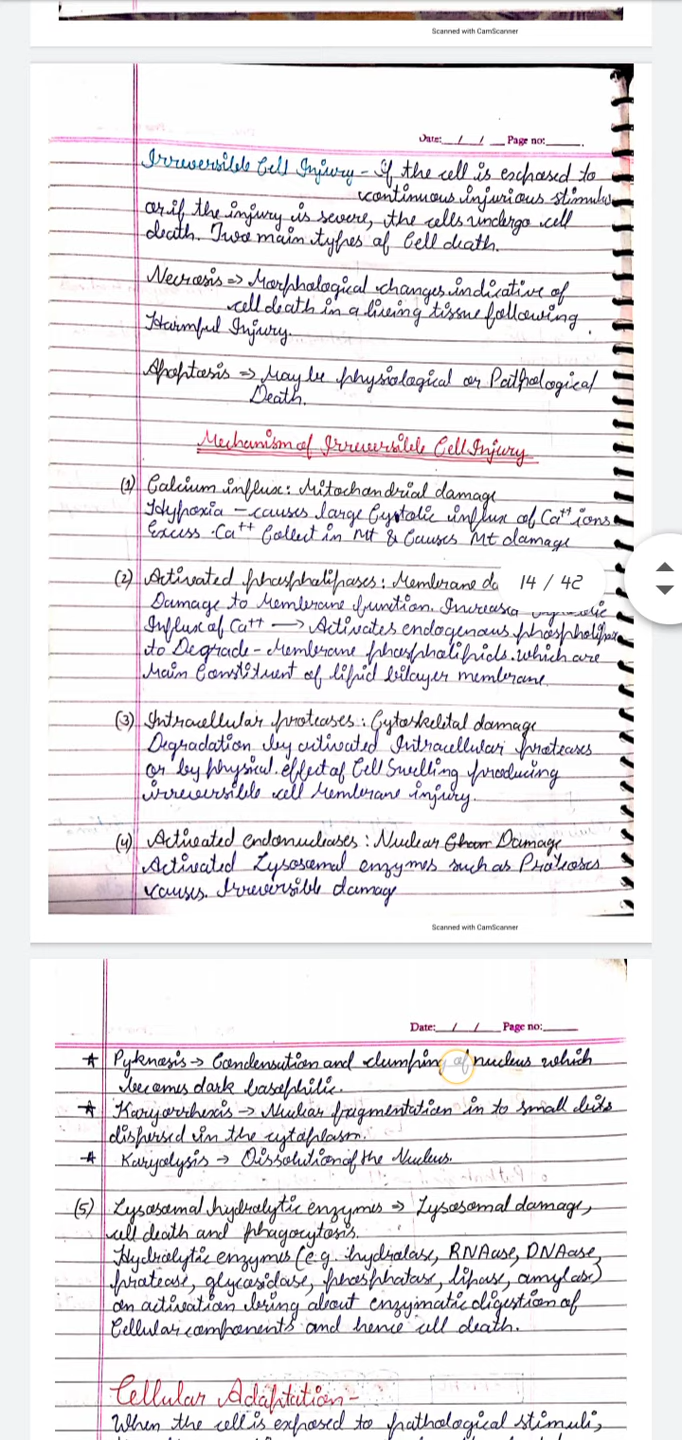 Scanned with CamScanner
Date: / / Page no:
Irreversible Cell Injury - If the cell is exposed to
continuous injurious stimulus
or if the injury is severe, the cells undergo cell
death. Two main types of Cell death.
Necrosis => Morphological changes indicative of
cell death in a living tissue following
Harmful Injury.
Apoptosis => May be physiological or Pathological
Death.
Mechanism of Irreversible Cell Injury
(1) Calcium influx: Mitochondrial damage
Hypoxia - causes large Cystolic influx of Ca++ ions
Excess Ca++ Collect in Mt & Causes Mt damage
(2) Activated phospholipases: Membrane da
14 / 42
Damage to Membrane function. Increase
Influx of Ca++ → Activates endogenous phospholipase
to Degrade - Membrane phospholipids. which are
Main Constituent of lipid bilayer membrane
(3) Intracellular proteases: Cytoskeletal damage
Degradation by activated Intracellular proteases
or by physical effect of Cell Swelling producing
irreversible cell Membrane injury.
(4) Activated endonucleases: Nuclear Damage
Activated Lysosomal enzymes such as Proteases
causes. Irreversible damag
Scanned with CamScanner
Date: / / Page no:
* Pyknosis → Condensation and clumping of nucleus which
becomes dark basophilic.
* Karyorrhexis → Nuclear fragmentation in to small bits
dispersed in the cytoplasm.
* Karyolysis → Dissolution of the Nucleus.
(5) Lysosomal hydrolytic enzymes => Lysosomal damage,
cell death and phagocytosis.
Hydrolytic enzymes (e.g. hydrolase, RNAase, DNAase,
protease, glycosidase, phosphatase, lipase, amylase)
on activation bring about enzymatic digestion of
Cellular components and hence cell death.
Cellular Adaptation -
When the cell is exposed to pathological stimuli,